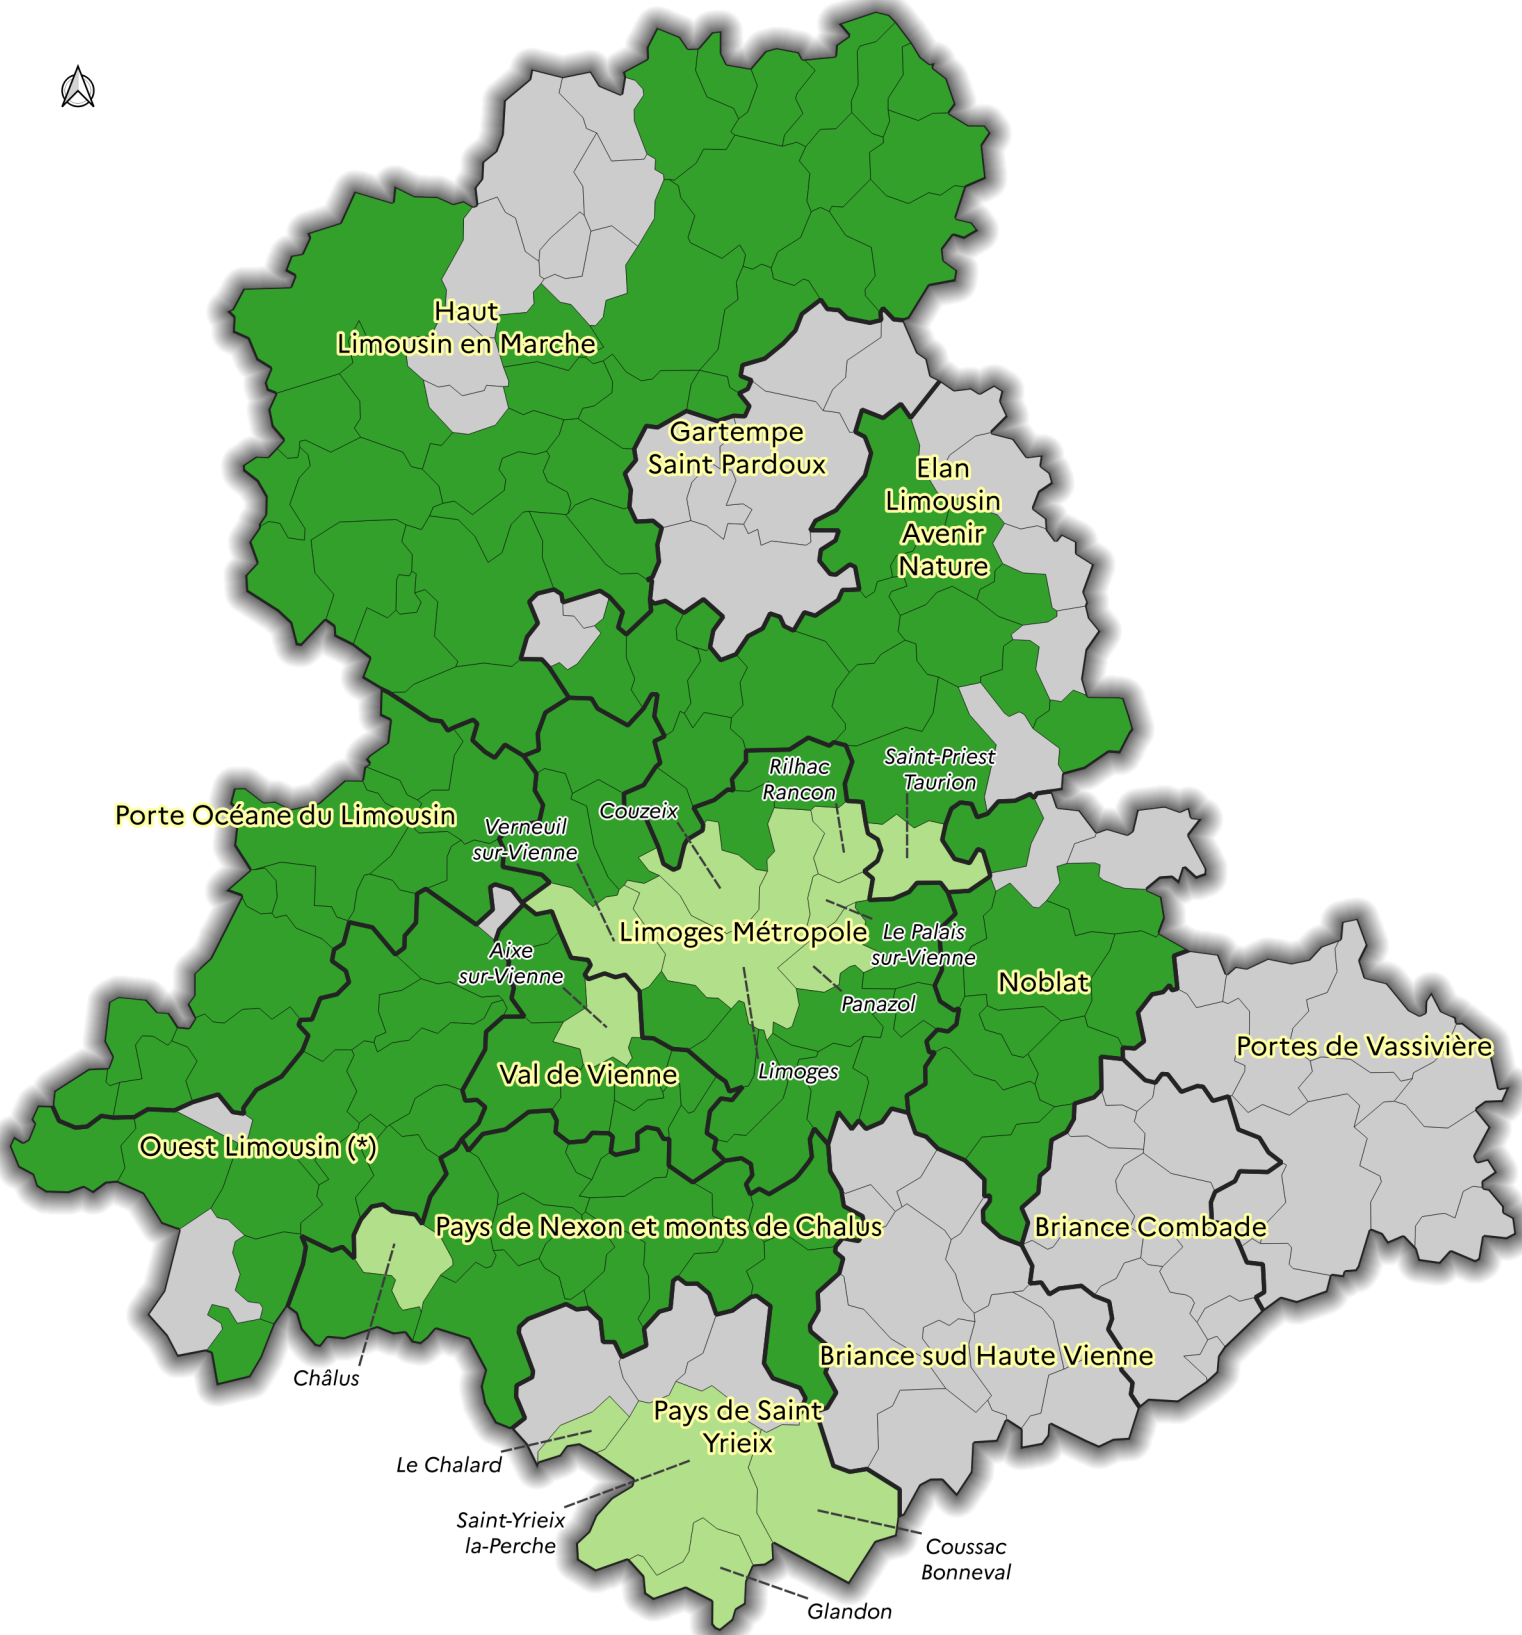 Haut
Limousin en Marche
Gartempe
Saint Pardoux
Elan
Limousin
Avenir
Nature
Saint-Priest
Taurion
Rilhac
Rancon
Couzeix
Porte Océane du Limousin
Verneuil
sur-Vienne
Limoges Métropole
Le Palais
sur-Vienne
Aixe
sur-Vienne
Noblat
Panazol
Portes de Vassivière
Limoges
Val de Vienne
Ouest Limousin (*)
Pays de Nexon et monts de Chalus
Briance Combade
Briance sud Haute Vienne
Châlus
Pays de Saint
Yrieix
Le Chalard
Saint-Yrieix
la-Perche
Coussac
Bonneval
Glandon